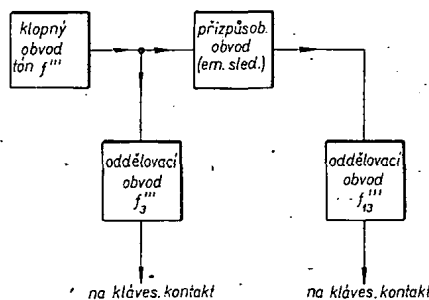 klopný
obvod
tón f'''
přizpůsob.
obvod
(em. sled.)
oddělovací
obvod
f₃'''
oddělovací
obvod
f₁₃'''
na kláves. kontakt
na kláves. kontakt